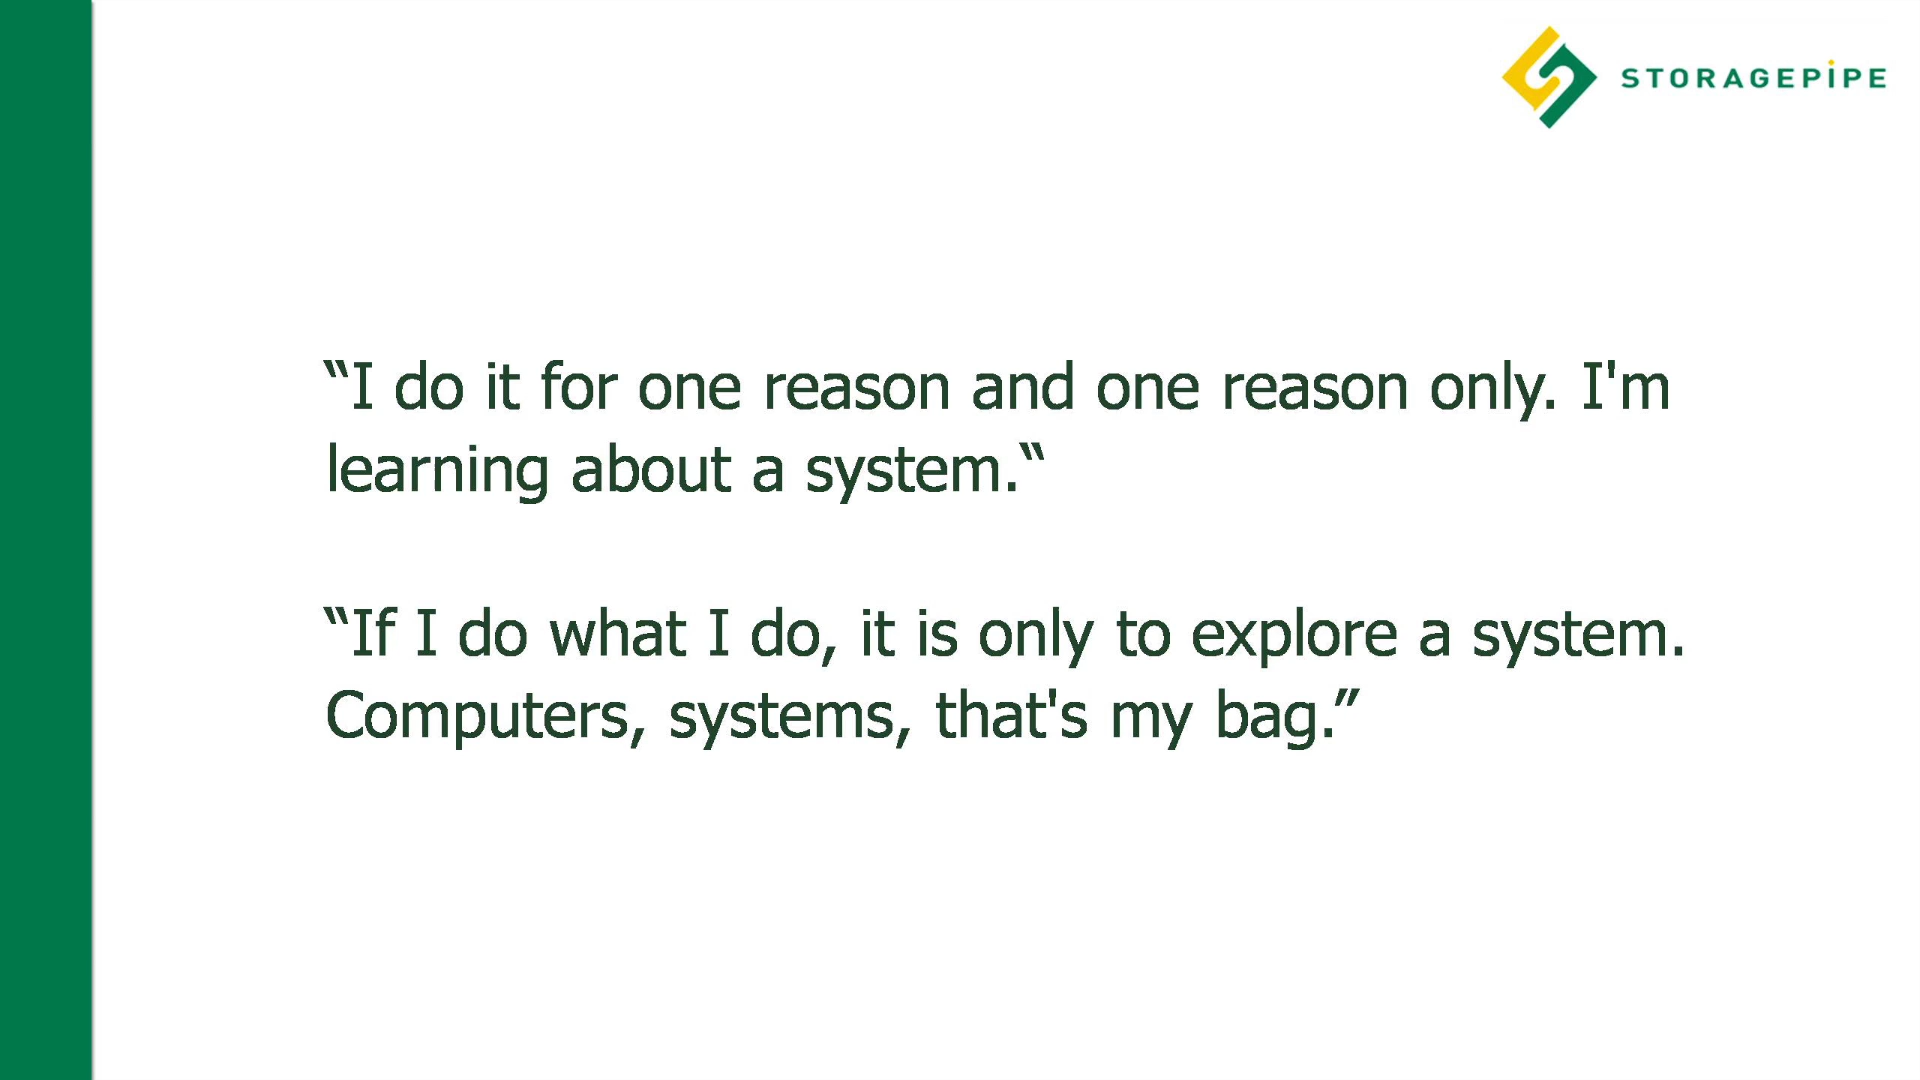 STORAGEPIPE
“I do it for one reason and one reason only. I'm
learning about a system.“
“If I do what I do, it is only to explore a system.
Computers, systems, that's my bag.”